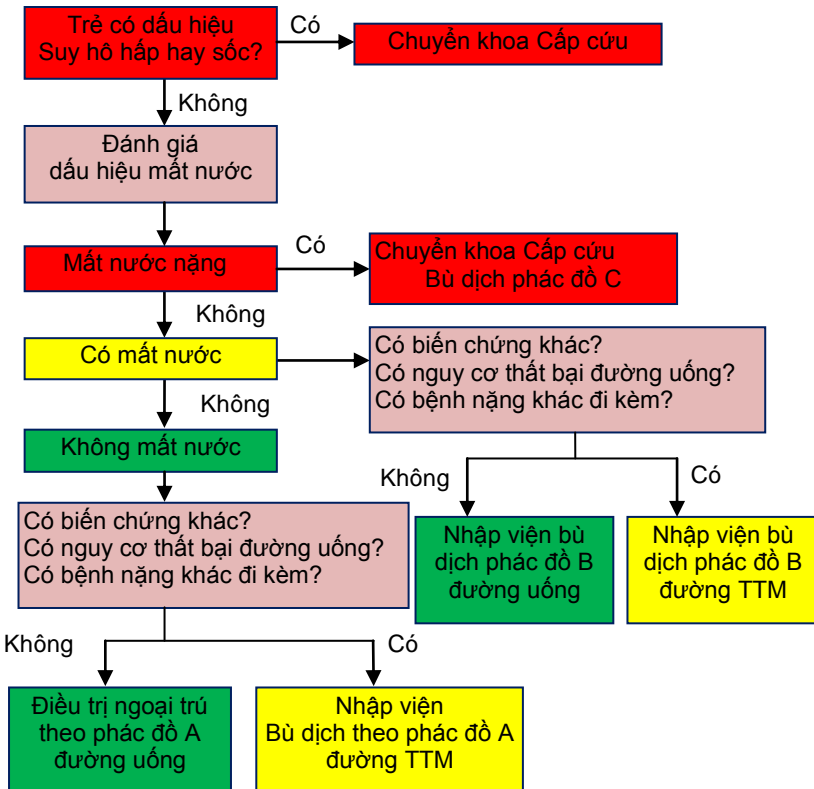 Trẻ có dấu hiệu
Suy hô hấp hay sốc?
Có
Chuyển khoa Cấp cứu
Không
Đánh giá
dấu hiệu mất nước
Mất nước nặng
Có
Chuyển khoa Cấp cứu
Bù dịch phác đồ C
Không
Có mất nước
Có biến chứng khác?
Có nguy cơ thất bại đường uống?
Có bệnh nặng khác đi kèm?
Không
Không mất nước
Không
Có
Nhập viện bù
dịch phác đồ B
đường uống
Nhập viện bù
dịch phác đồ B
đường TTM
Có biến chứng khác?
Có nguy cơ thất bại đường uống?
Có bệnh nặng khác đi kèm?
Không
Có
Điều trị ngoại trú
theo phác đồ A
đường uống
Nhập viện
Bù dịch theo phác đồ A
đường TTM